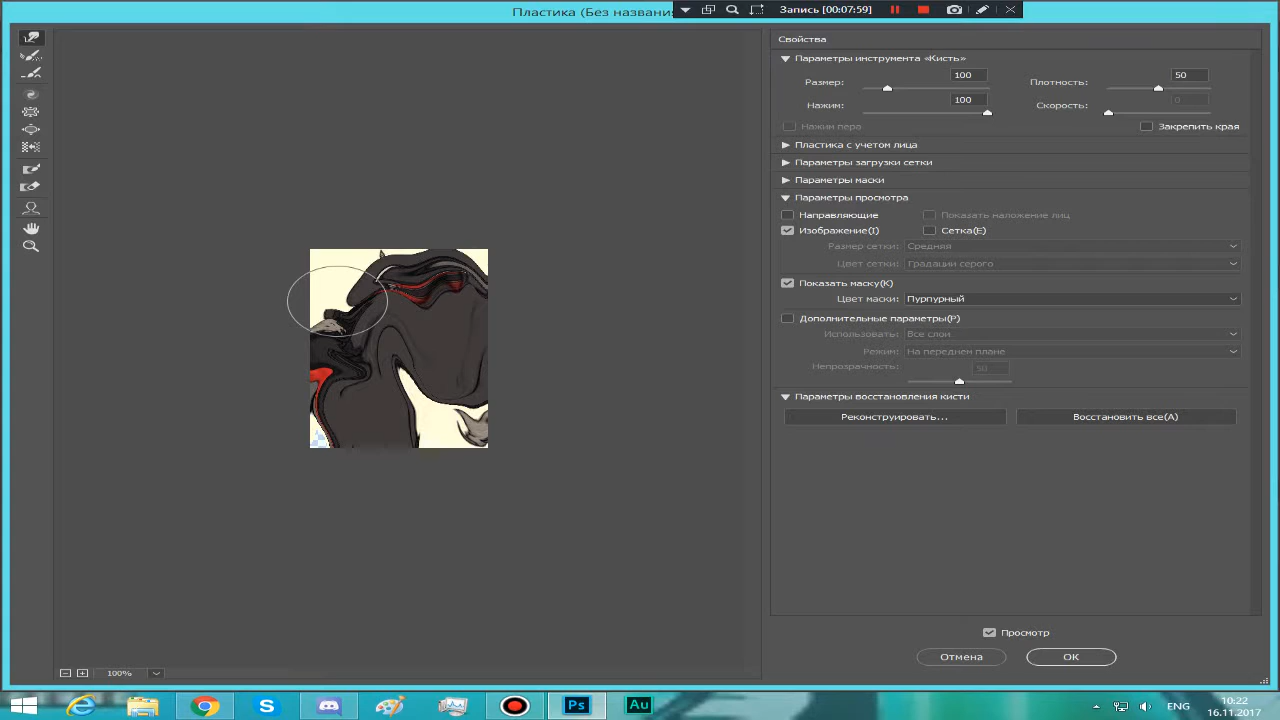 Пластика (Без названия
Запись [00:07:59]
Свойства
Параметры инструмента «Кисть»
Размер: 100
Плотность: 50
Нажим: 100
Скорость: 0
Нажим пера
Закрепить края
Пластика с учетом лица
Параметры загрузки сетки
Параметры маски
Параметры просмотра
Направляющие
Показать наложение лиц
Изображение(I)
Сетка(E)
Размер сетки: Средняя
Цвет сетки: Градации серого
Показать маску(K)
Цвет маски: Пурпурный
Дополнительные параметры(P)
Использовать: Все слои
Режим: На переднем плане
Непрозрачность: 50
Параметры восстановления кисти
Реконструировать...
Восстановить все(A)
Просмотр
Отмена
OK
100%
Ps
Au
ENG
10:22
16.11.2017